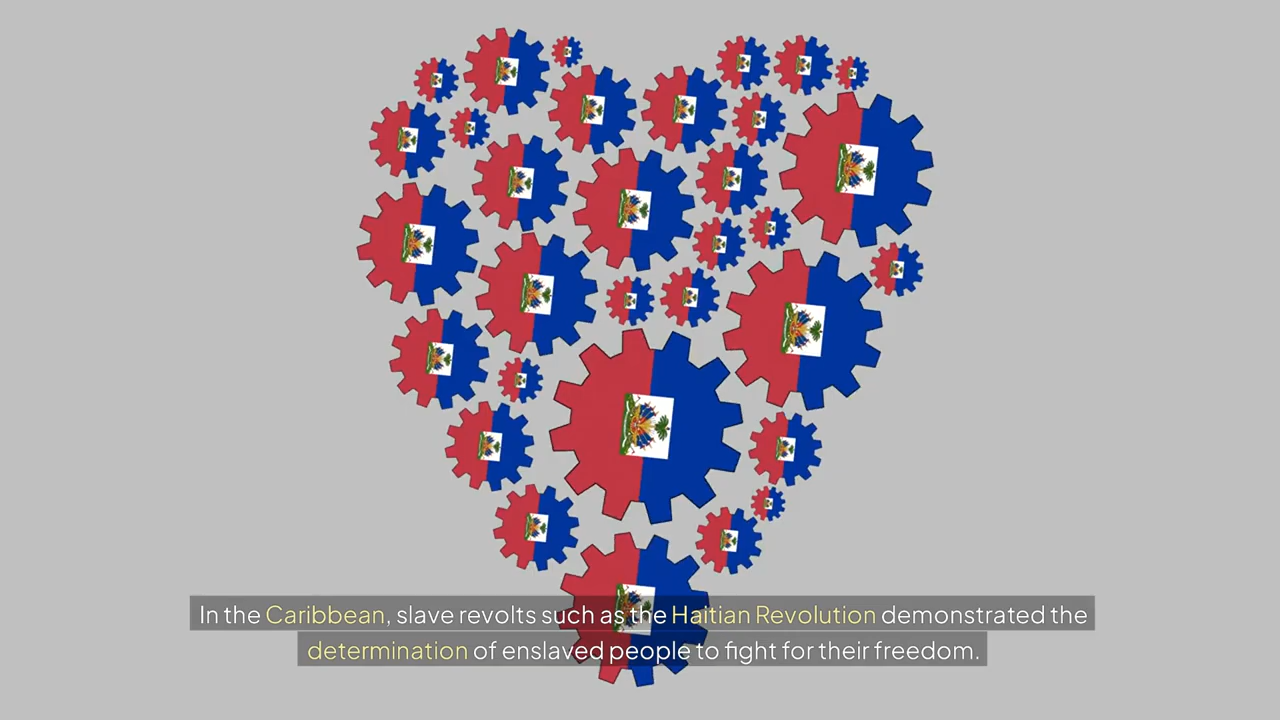 In the Caribbean, slave revolts such as the Haitian Revolution demonstrated the
determination of enslaved people to fight for their freedom.